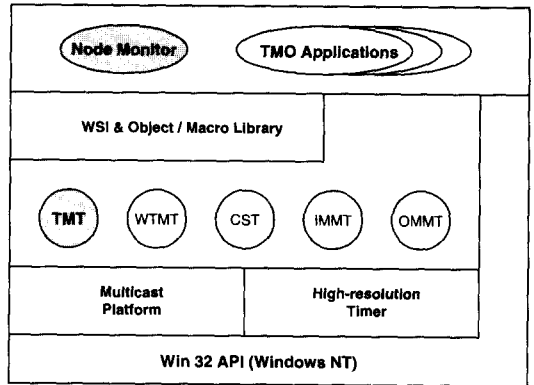 Node Monitor
TMO Applications
WSI & Object / Macro Library
TMT
WTMT
CST
IMMT
OMMT
Multicast
Platform
High-resolution
Timer
Win 32 API (Windows NT)